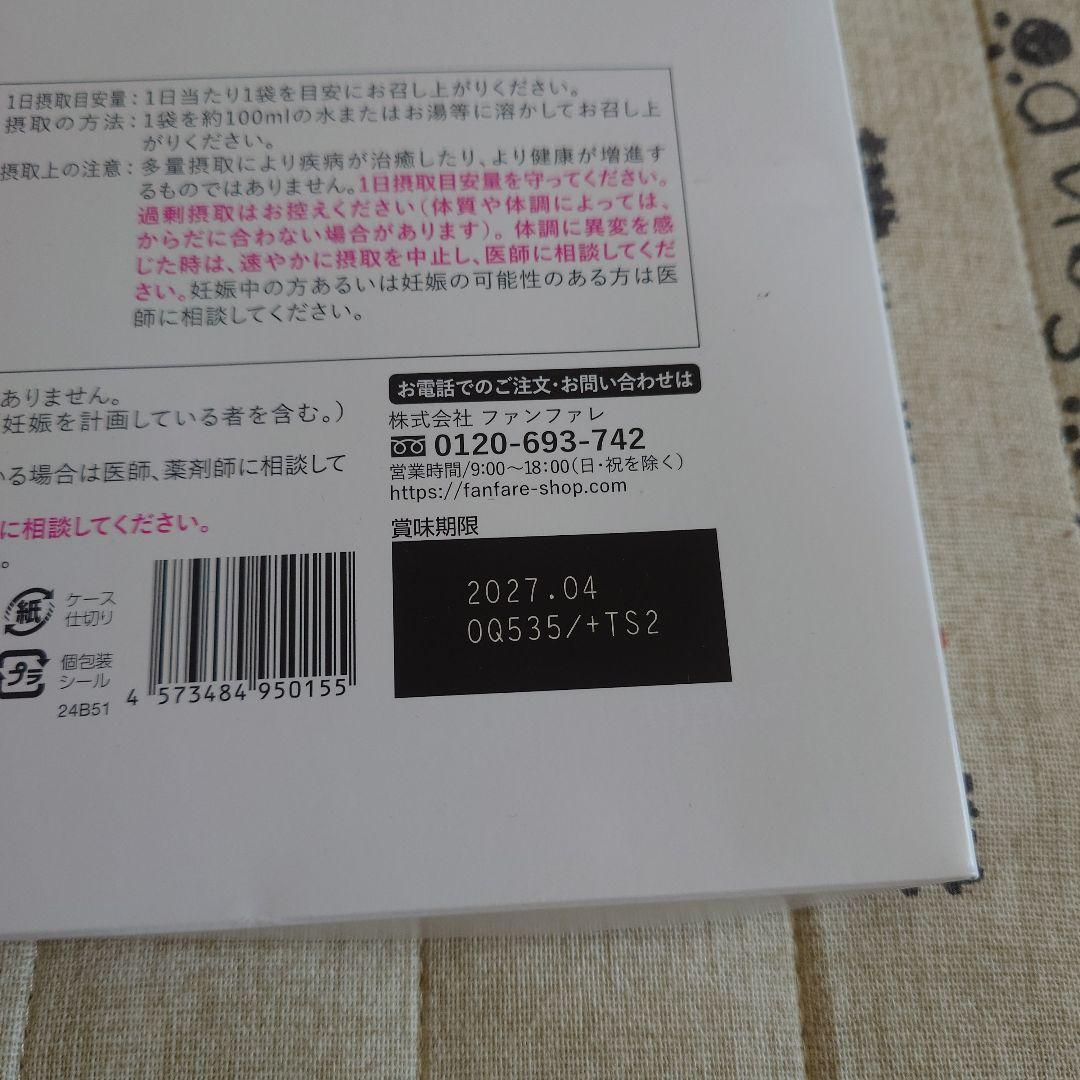 1日摂取目安量：1日当たり1袋を目安にお召し上がりください。
摂取の方法：1袋を約100mlの水またはお湯等に溶かしてお召し上
がりください。
摂取上の注意：多量摂取により疾病が治癒したり、より健康が増進す
るものではありません。1日摂取目安量を守ってください。
過剰摂取はお控えください（体質や体調によっては、
からだに合わない場合があります）。体調に異変を感
じた時は、速やかに摂取を中止し、医師に相談してくだ
さい。妊娠中の方あるいは妊娠の可能性のある方は医
師に相談してください。
ありません。
妊娠を計画している者を含む。）
いる場合は医師、薬剤師に相談して
に相談してください。
。
お電話でのご注文・お問い合わせは
株式会社 ファンファレ
0120-693-742
営業時間/9:00〜18:00（日・祝を除く）
https://fanfare-shop.com
賞味期限
2027.04
0Q535/+TS2
紙
ケース
仕切り
プラ
個包装
シール
24B51
4 573484 950155